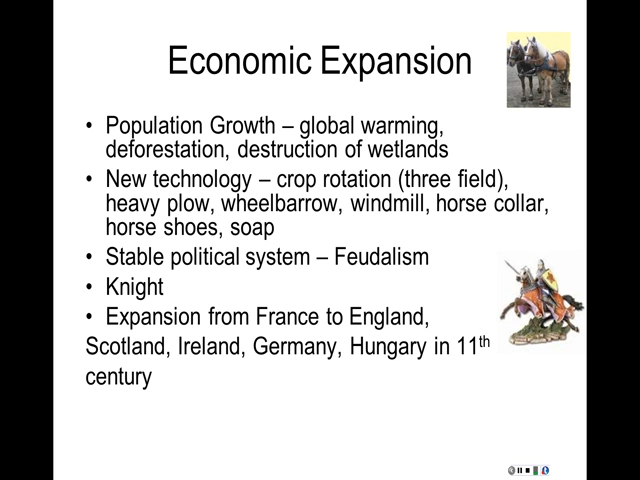 Economic Expansion
• Population Growth – global warming,
deforestation, destruction of wetlands
• New technology – crop rotation (three field),
heavy plow, wheelbarrow, windmill, horse collar,
horse shoes, soap
• Stable political system – Feudalism
• Knight
• Expansion from France to England,
Scotland, Ireland, Germany, Hungary in 11th
century